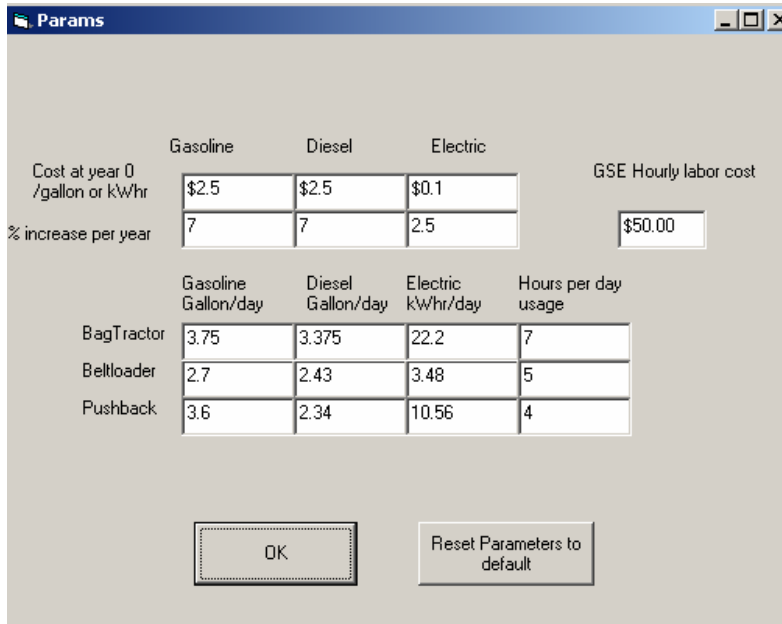 Params
Gasoline Diesel Electric
Cost at year 0
/gallon or kWhr
$2.5 $2.5 $0.1
GSE Hourly labor cost
% increase per year
7 7 2.5
$50.00
Gasoline
Gallon/day
Diesel
Gallon/day
Electric
kWhr/day
Hours per day
usage
BagTractor 3.75 3.375 22.2 7
Beltloader 2.7 2.43 3.48 5
Pushback 3.6 2.34 10.56 4
OK
Reset Parameters to
default